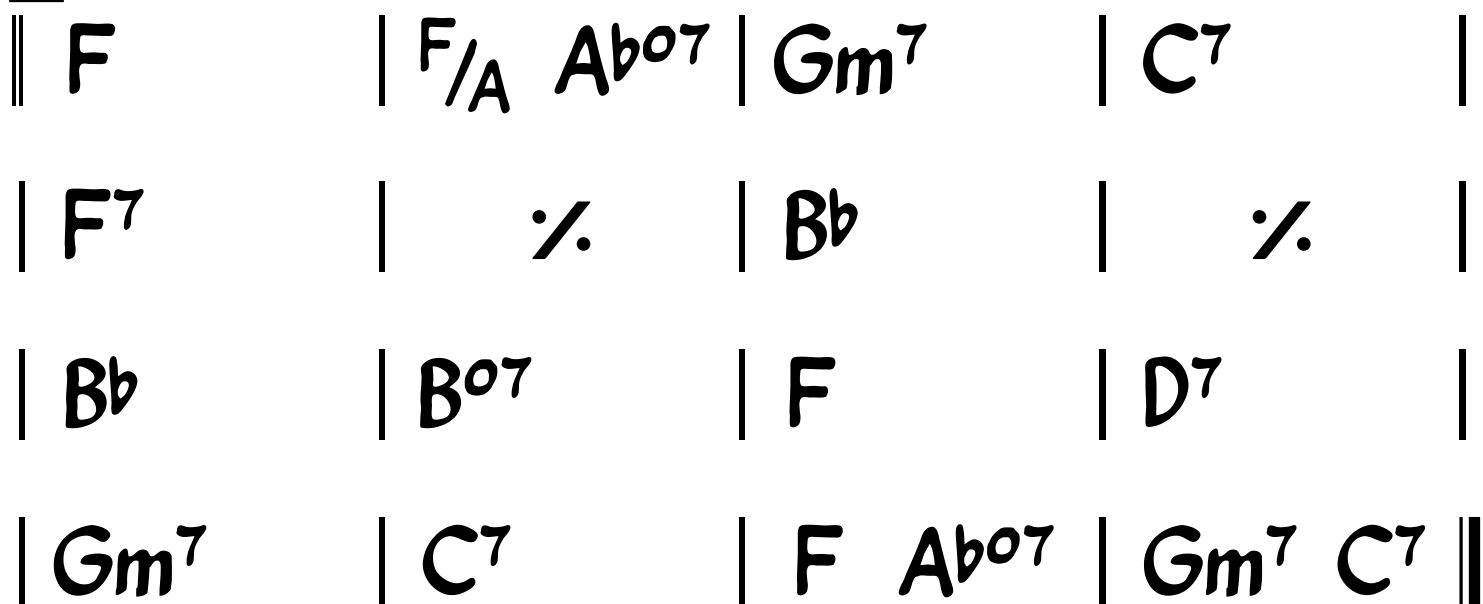 F | F/A A♭o7 | Gm7 | C7 |
| F7 | % | B♭ | % |
| B♭ | Bo7 | F | D7 |
| Gm7 | C7 | F A♭o7 | Gm7 C7